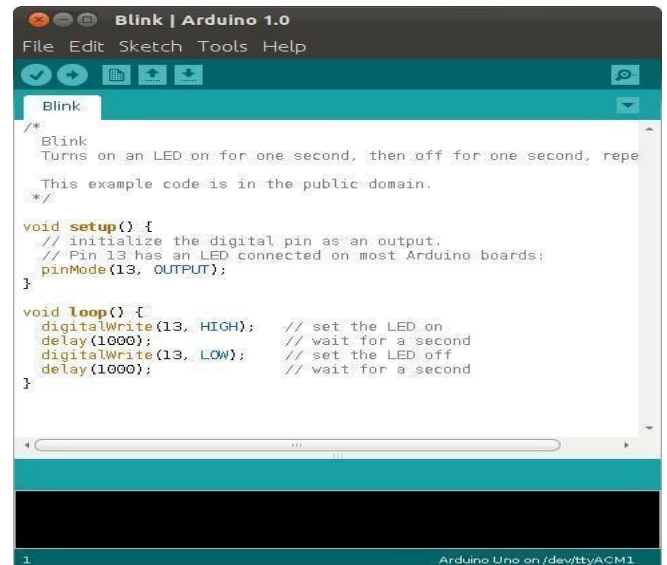 Blink | Arduino 1.0
File Edit Sketch Tools Help
Blink
/*
  Blink
  Turns on an LED on for one second, then off for one second, repe

  This example code is in the public domain.
 */

void setup() {
  // initialize the digital pin as an output.
  // Pin 13 has an LED connected on most Arduino boards:
  pinMode(13, OUTPUT);
}

void loop() {
  digitalWrite(13, HIGH);   // set the LED on
  delay(1000);              // wait for a second
  digitalWrite(13, LOW);    // set the LED off
  delay(1000);              // wait for a second
}
1 Arduino Uno on /dev/ttyACM1